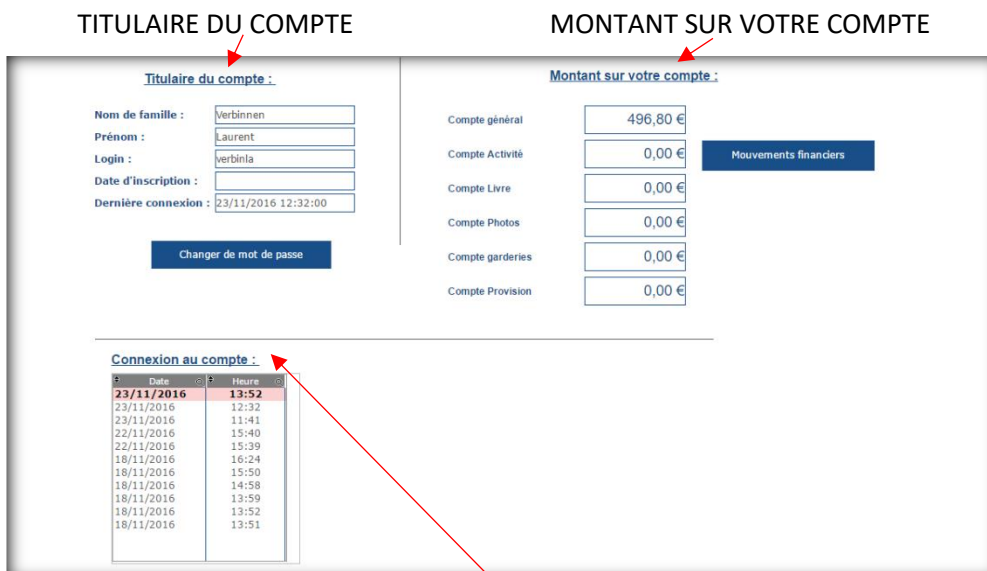 TITULAIRE DU COMPTE
MONTANT SUR VOTRE COMPTE
Titulaire du compte :
Nom de famille : Verbinnen
Prénom : Laurent
Login : verbinla
Date d'inscription :
Dernière connexion : 23/11/2016 12:32:00
Changer de mot de passe
Montant sur votre compte :
Compte général 496,80 €
Compte Activité 0,00 €
Mouvements financiers
Compte Livre 0,00 €
Compte Photos 0,00 €
Compte garderies 0,00 €
Compte Provision 0,00 €
Connexion au compte :
Date Heure
23/11/2016 13:52
23/11/2016 12:32
23/11/2016 11:41
22/11/2016 15:40
22/11/2016 15:39
18/11/2016 16:24
18/11/2016 15:50
18/11/2016 14:58
18/11/2016 13:59
18/11/2016 13:52
18/11/2016 13:51